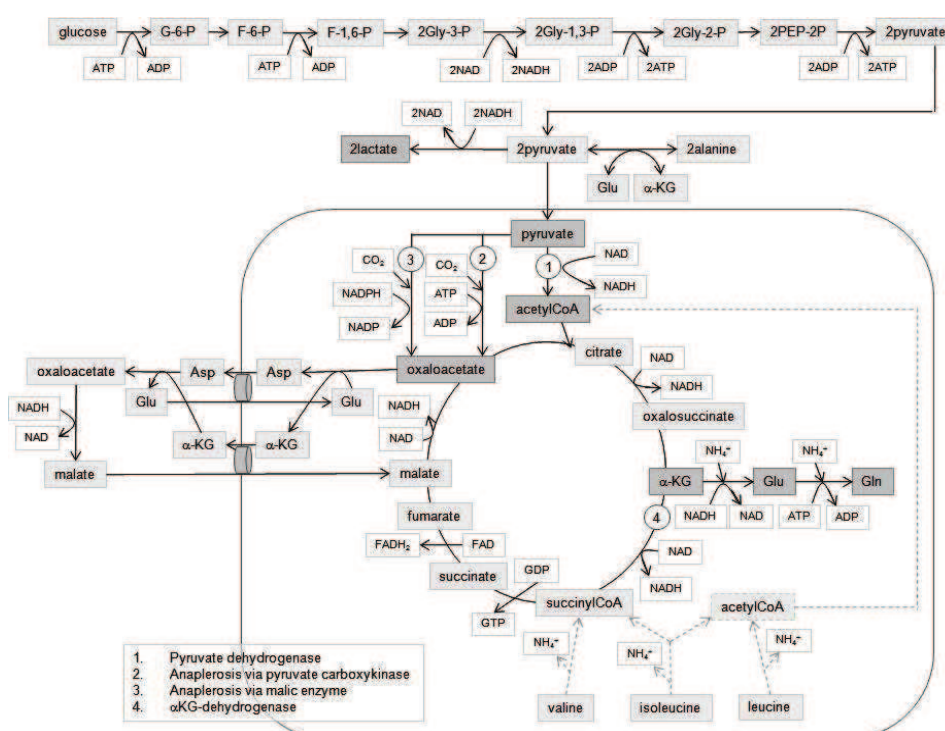 glucose G-6-P F-6-P F-1,6-P 2Gly-3-P 2Gly-1,3-P 2Gly-2-P 2PEP-2P 2pyruvate
ATP ADP ATP ADP 2NAD 2NADH 2ADP 2ATP 2ADP 2ATP
2NAD 2NADH
2lactate 2pyruvate 2alanine
Glu α-KG
pyruvate
3 2 1 NAD
CO₂ CO₂
NADPH ATP NADH
NADP ADP acetylCoA
citrate
oxaloacetate Asp Asp oxaloacetate NAD
Glu Glu NADH NADH
NADH oxalosuccinate
NAD α-KG α-KG NAD NH₄⁺ NH₄⁺
malate malate α-KG Glu Gln
fumarate 4 NADH NAD ATP ADP
FADH₂ FAD NAD
succinate GDP NADH
GTP succinylCoA acetylCoA
NH₄⁺ NH₄⁺ NH₄⁺
valine isoleucine leucine
1. Pyruvate dehydrogenase
2. Anaplerosis via pyruvate carboxykinase
3. Anaplerosis via malic enzyme
4. αKG-dehydrogenase